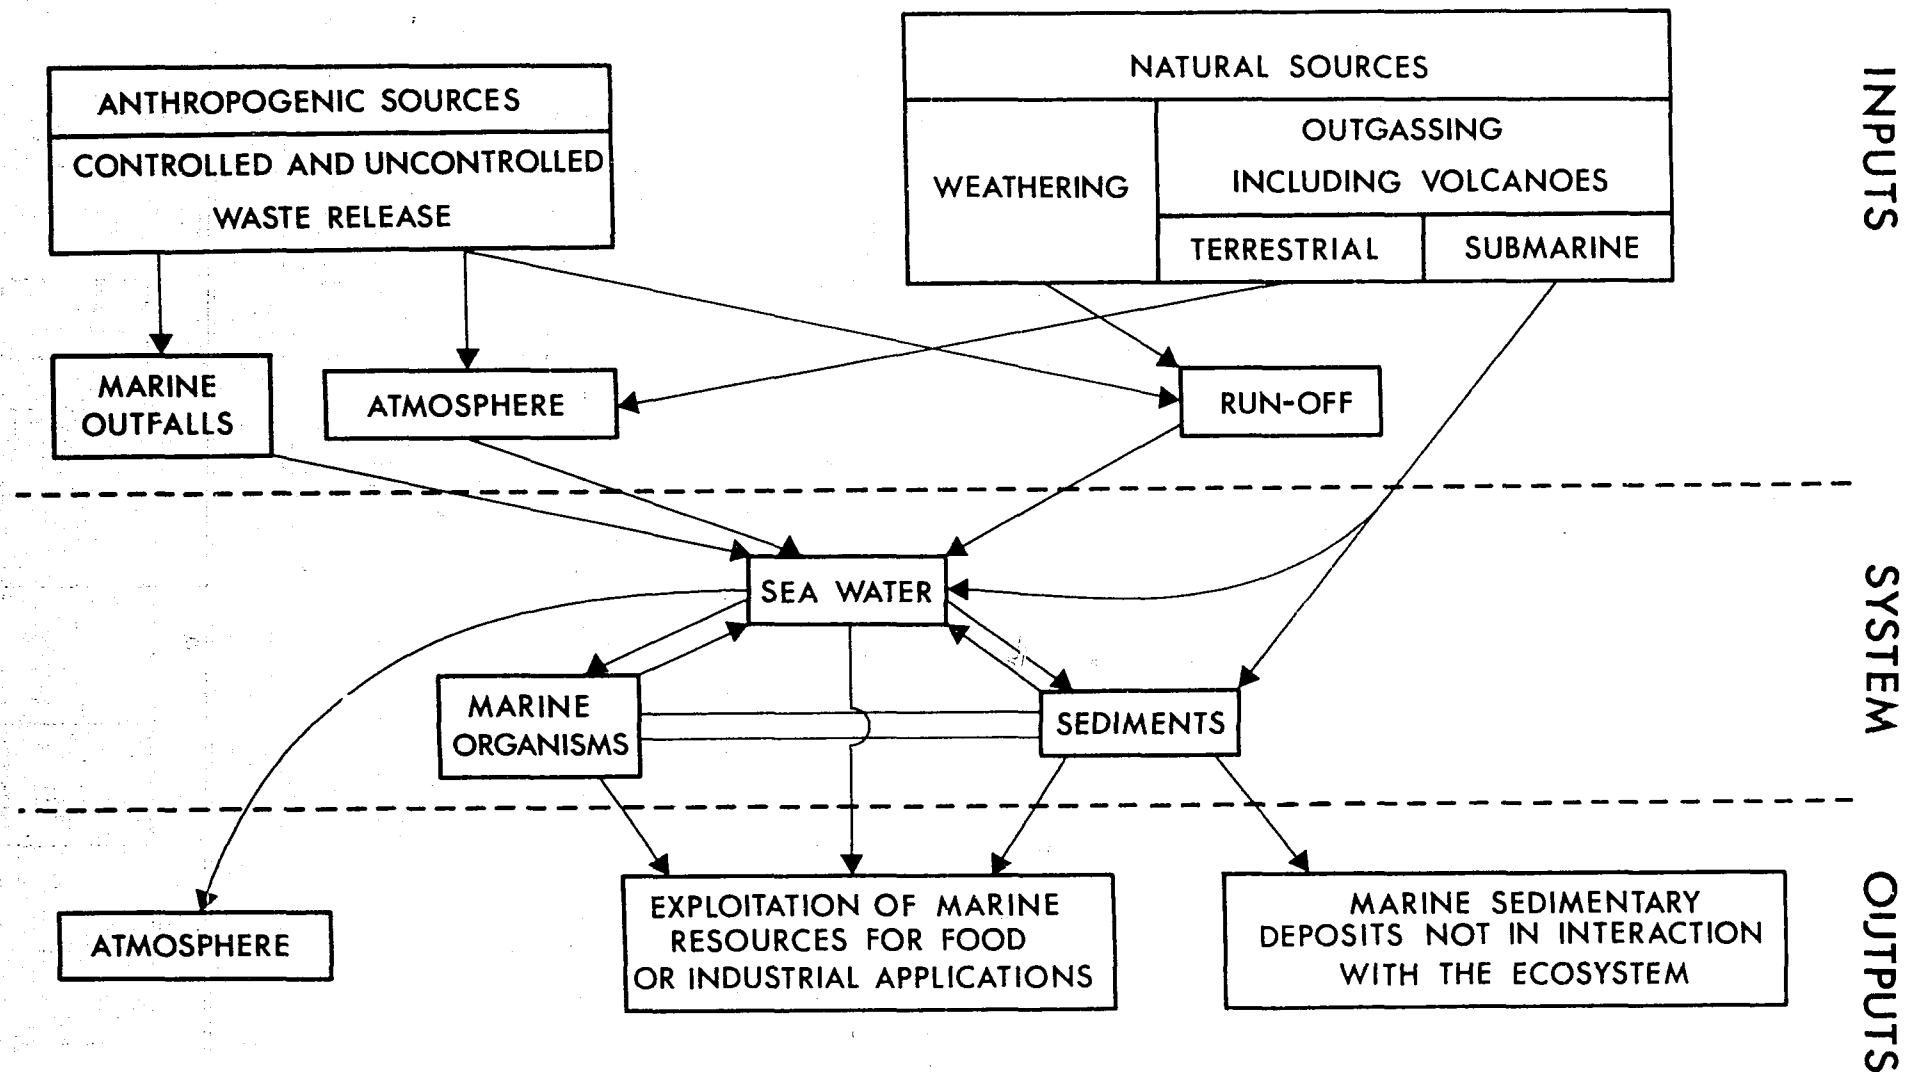 NATURAL SOURCES
ANTHROPOGENIC SOURCES
CONTROLLED AND UNCONTROLLED
WASTE RELEASE
WEATHERING
OUTGASSING
INCLUDING VOLCANOES
TERRESTRIAL
SUBMARINE
INPUTS
MARINE
OUTFALLS
ATMOSPHERE
RUN-OFF
SEA WATER
MARINE
ORGANISMS
SEDIMENTS
SYSTEM
ATMOSPHERE
EXPLOITATION OF MARINE
RESOURCES FOR FOOD
OR INDUSTRIAL APPLICATIONS
MARINE SEDIMENTARY
DEPOSITS NOT IN INTERACTION
WITH THE ECOSYSTEM
OUTPUTS